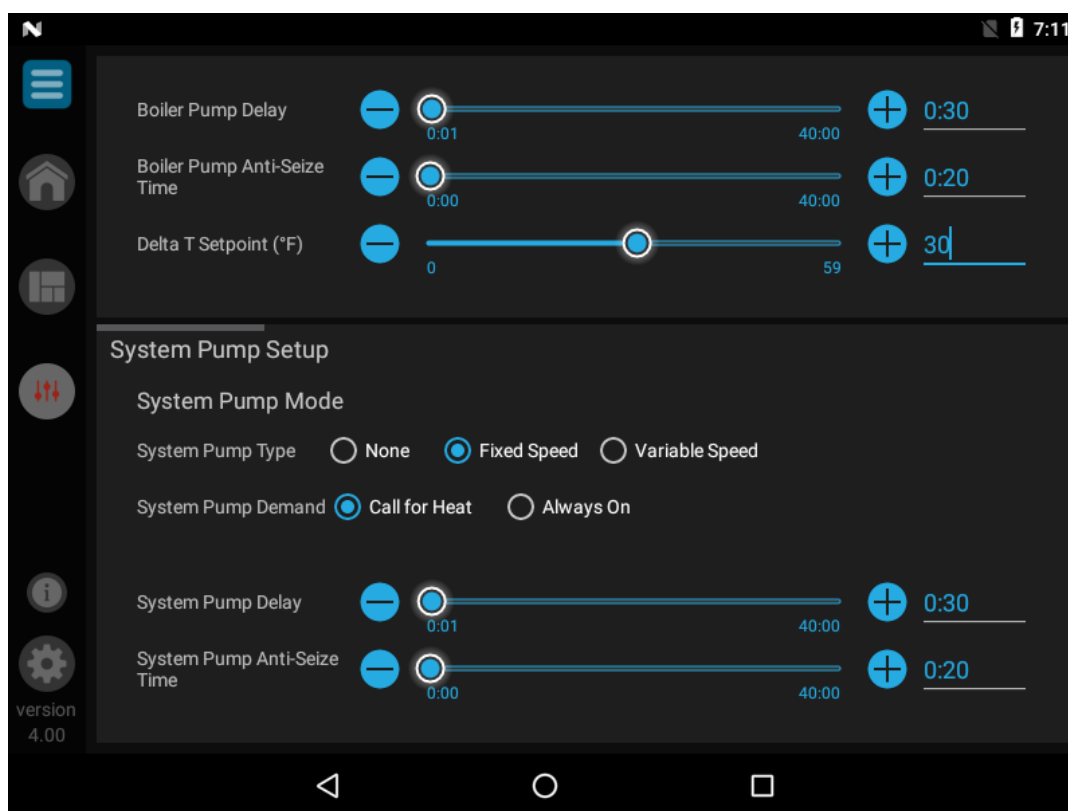 7:11
Boiler Pump Delay
0:01 40:00
0:30
Boiler Pump Anti-Seize
Time
0:00 40:00
0:20
Delta T Setpoint (°F)
0 59
30
System Pump Setup
System Pump Mode
System Pump Type None Fixed Speed Variable Speed
System Pump Demand Call for Heat Always On
System Pump Delay
0:01 40:00
0:30
System Pump Anti-Seize
Time
0:00 40:00
0:20
version
4.00